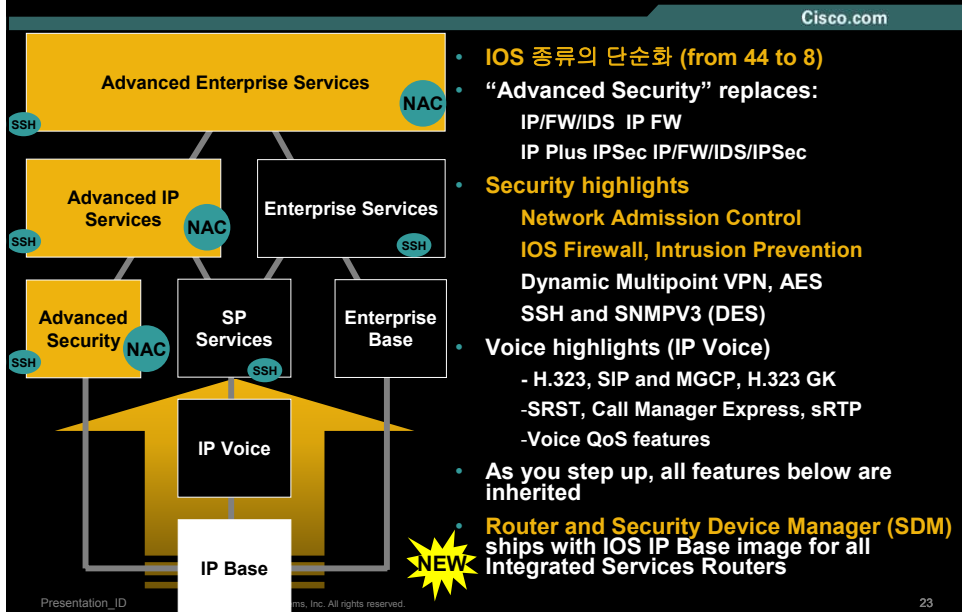 Cisco.com
Advanced Enterprise Services
NAC
SSH
Advanced IP
Services
NAC
SSH
Enterprise Services
SSH
Advanced
Security
NAC
SSH
SP
Services
SSH
Enterprise
Base
IP Voice
IP Base
• IOS 종류의 단순화 (from 44 to 8)
• “Advanced Security” replaces:
IP/FW/IDS IP FW
IP Plus IPSec IP/FW/IDS/IPSec
• Security highlights
Network Admission Control
IOS Firewall, Intrusion Prevention
Dynamic Multipoint VPN, AES
SSH and SNMPV3 (DES)
• Voice highlights (IP Voice)
- H.323, SIP and MGCP, H.323 GK
-SRST, Call Manager Express, sRTP
-Voice QoS features
• As you step up, all features below are
inherited
• Router and Security Device Manager (SDM)
ships with IOS IP Base image for all
Integrated Services Routers
NEW
Presentation_ID
ms, Inc. All rights reserved.
23